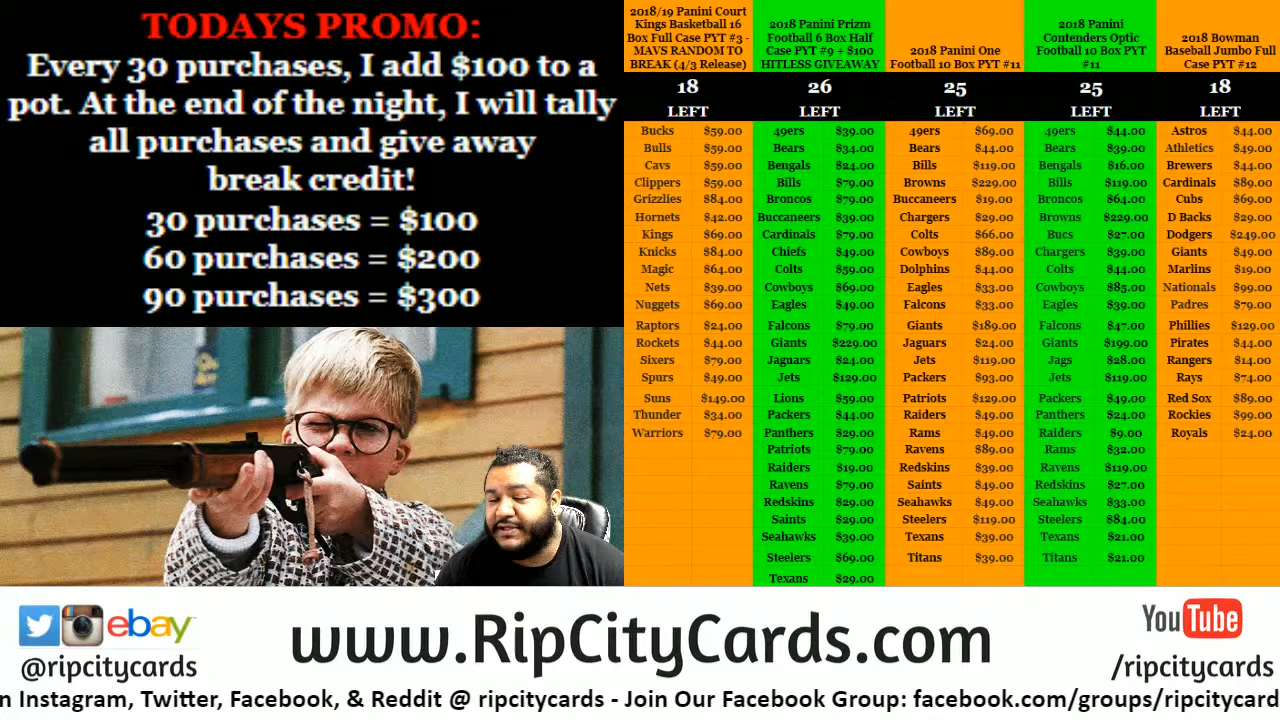 TODAYS PROMO:
Every 30 purchases, I add $100 to a
pot. At the end of the night, I will tally
all purchases and give away
break credit!
30 purchases = $100
60 purchases = $200
90 purchases = $300
2018/19 Panini Court
Kings Basketball 16
Box Full Case PYT #3 -
MAVS RANDOM TO
BREAK (4/3 Release)
18
LEFT
Bucks $59.00
Bulls $59.00
Cavs $59.00
Clippers $59.00
Grizzlies $84.00
Hornets $42.00
Kings $69.00
Knicks $84.00
Magic $64.00
Nets $39.00
Nuggets $69.00
Raptors $24.00
Rockets $44.00
Sixers $79.00
Spurs $49.00
Suns $149.00
Thunder $34.00
Warriors $79.00
2018 Panini Prizm
Football 6 Box Half
Case PYT #9 + $100
HITLESS GIVEAWAY
26
LEFT
49ers $39.00
Bears $34.00
Bengals $24.00
Bills $79.00
Broncos $79.00
Buccaneers $39.00
Cardinals $79.00
Chiefs $49.00
Colts $59.00
Cowboys $69.00
Eagles $49.00
Falcons $79.00
Giants $229.00
Jaguars $24.00
Jets $129.00
Lions $59.00
Packers $44.00
Panthers $29.00
Patriots $79.00
Raiders $19.00
Ravens $79.00
Redskins $29.00
Saints $29.00
Seahawks $39.00
Steelers $69.00
Texans $29.00
2018 Panini One
Football 10 Box PYT #11
25
LEFT
49ers $69.00
Bears $44.00
Bills $119.00
Browns $229.00
Buccaneers $19.00
Chargers $29.00
Colts $66.00
Cowboys $89.00
Dolphins $44.00
Eagles $33.00
Falcons $33.00
Giants $189.00
Jaguars $24.00
Jets $119.00
Packers $93.00
Patriots $129.00
Raiders $49.00
Rams $49.00
Ravens $89.00
Redskins $39.00
Saints $49.00
Seahawks $49.00
Steelers $119.00
Texans $39.00
Titans $39.00
2018 Panini
Contenders Optic
Football 10 Box PYT
#11
25
LEFT
49ers $44.00
Bears $39.00
Bengals $16.00
Bills $119.00
Broncos $64.00
Browns $229.00
Bucs $27.00
Chargers $39.00
Colts $44.00
Cowboys $85.00
Eagles $39.00
Falcons $47.00
Giants $199.00
Jags $28.00
Jets $119.00
Packers $49.00
Panthers $24.00
Raiders $9.00
Rams $32.00
Ravens $119.00
Redskins $27.00
Seahawks $33.00
Steelers $84.00
Texans $21.00
Titans $21.00
2018 Bowman
Baseball Jumbo Full
Case PYT #12
18
LEFT
Astros $44.00
Athletics $49.00
Brewers $44.00
Cardinals $89.00
Cubs $69.00
D Backs $29.00
Dodgers $249.00
Giants $49.00
Marlins $19.00
Nationals $99.00
Padres $79.00
Phillies $129.00
Pirates $44.00
Rangers $14.00
Rays $74.00
Red Sox $89.00
Rockies $99.00
Royals $24.00
ebay
@ripcitycards
www.RipCityCards.com
YouTube
/ripcitycards
n Instagram, Twitter, Facebook, & Reddit @ ripcitycards - Join Our Facebook Group: facebook.com/groups/ripcitycard